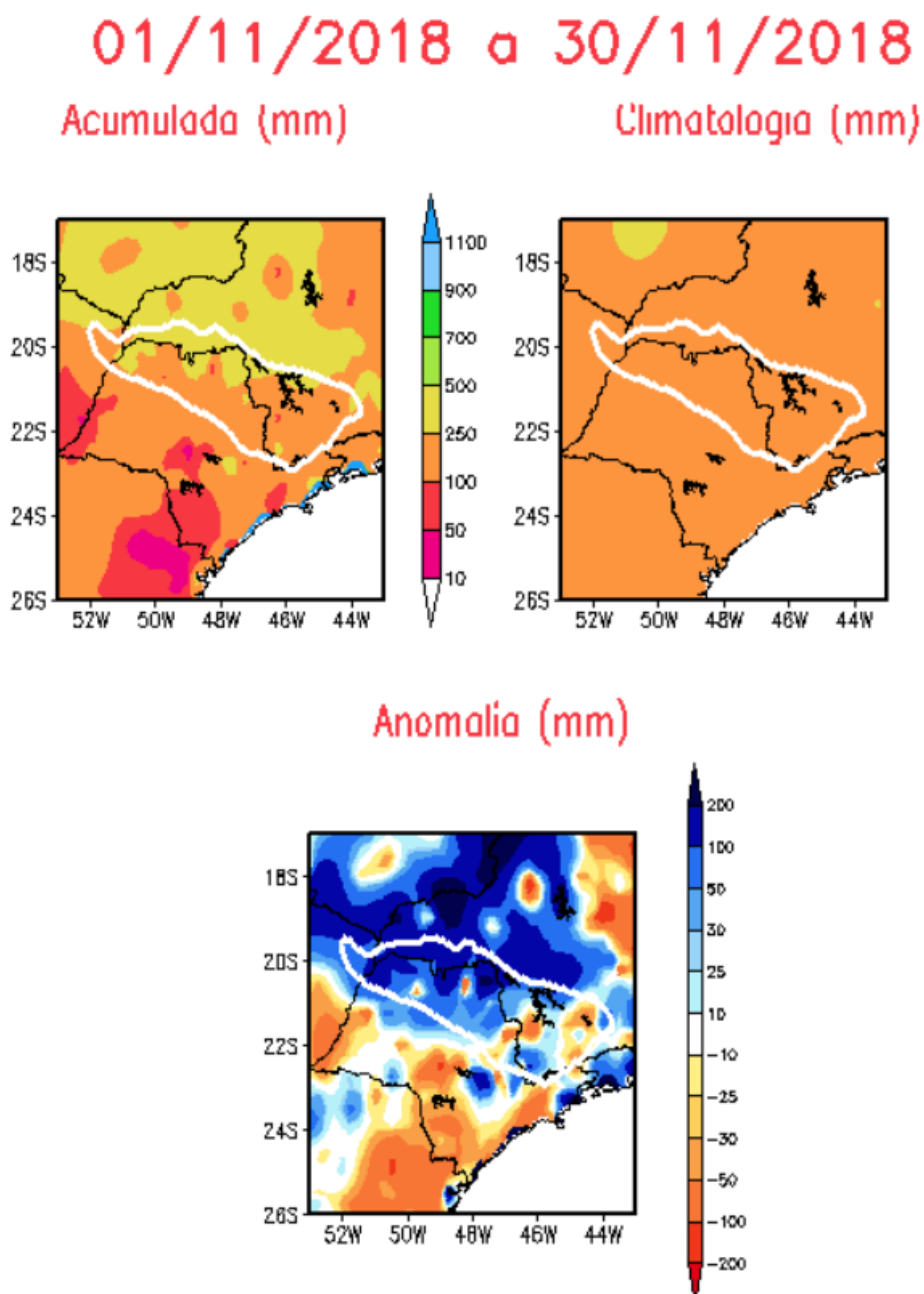 01/11/2018 a 30/11/2018
Acumulada (mm)
Climatologia (mm)
18S
20S
22S
24S
26S
52W 50W 48W 46W 44W
1100
900
700
500
250
100
50
10
18S
20S
22S
24S
26S
52W 50W 48W 46W 44W
Anomalia (mm)
18S
20S
22S
24S
26S
52W 50W 48W 46W 44W
200
100
50
30
25
10
-10
-25
-30
-50
-100
-200